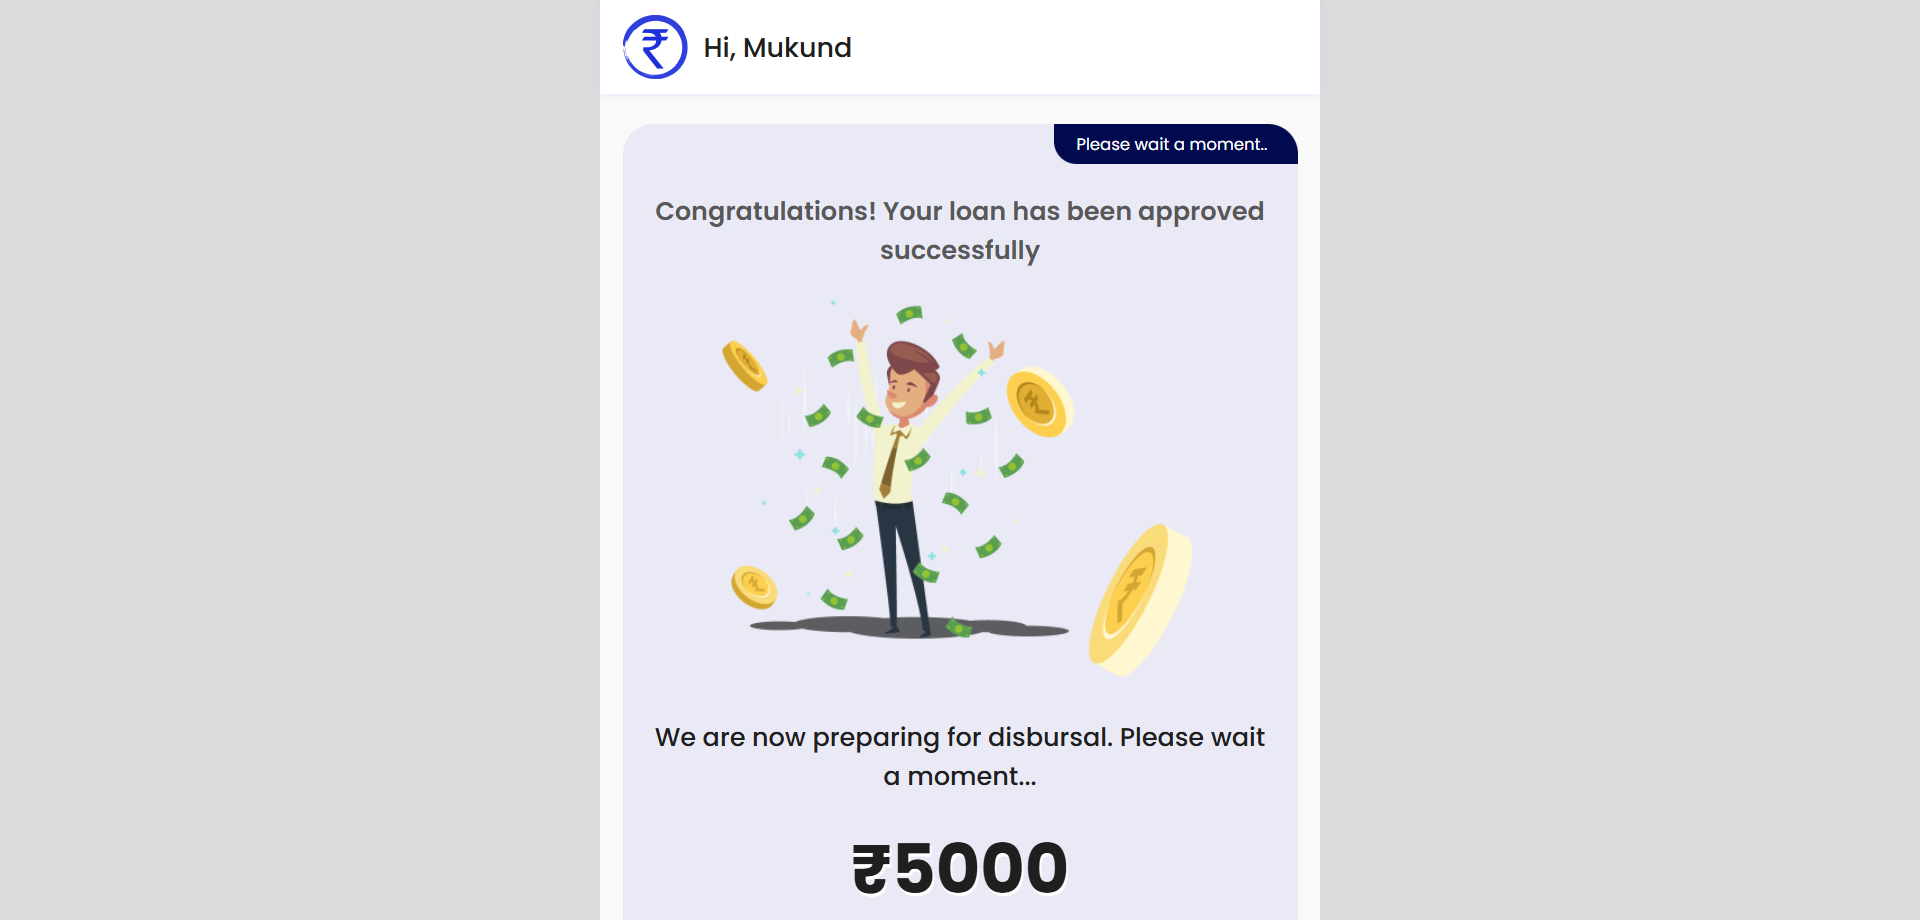 Hi, Mukund
Please wait a moment..
Congratulations! Your loan has been approved
successfully
We are now preparing for disbursal. Please wait
a moment...
₹5000